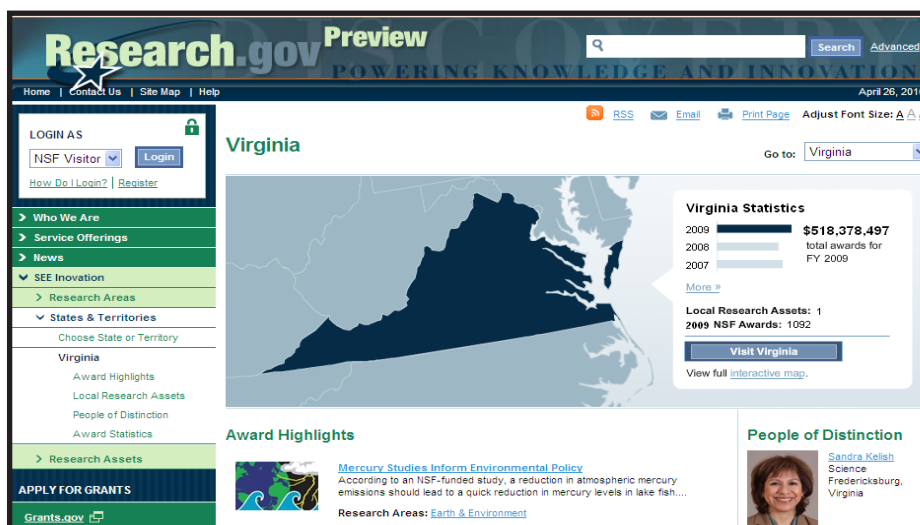 Research.gov Preview
Search Advanced
POWERING KNOWLEDGE AND INNOVATION
Home | Contact Us | Site Map | Help
April 26, 201
RSS Email Print Page Adjust Font Size: A A
LOGIN AS
NSF Visitor Login
How Do I Login? | Register
Who We Are
Service Offerings
News
SEE Inovation
Research Areas
States & Territories
Choose State or Territory
Virginia
Award Highlights
Local Research Assets
People of Distinction
Award Statistics
Research Assets
APPLY FOR GRANTS
Grants.gov
Virginia
Go to: Virginia
Virginia Statistics
2009 $518,378,497
2008 total awards for
2007 FY 2009
More »
Local Research Assets: 1
2009 NSF Awards: 1092
Visit Virginia
View full interactive map.
Award Highlights
Mercury Studies Inform Environmental Policy
According to an NSF-funded study, a reduction in atmospheric mercury
emissions should lead to a quick reduction in mercury levels in lake fish....
Research Areas: Earth & Environment
People of Distinction
Sandra Kelish
Science
Fredericksburg,
Virginia